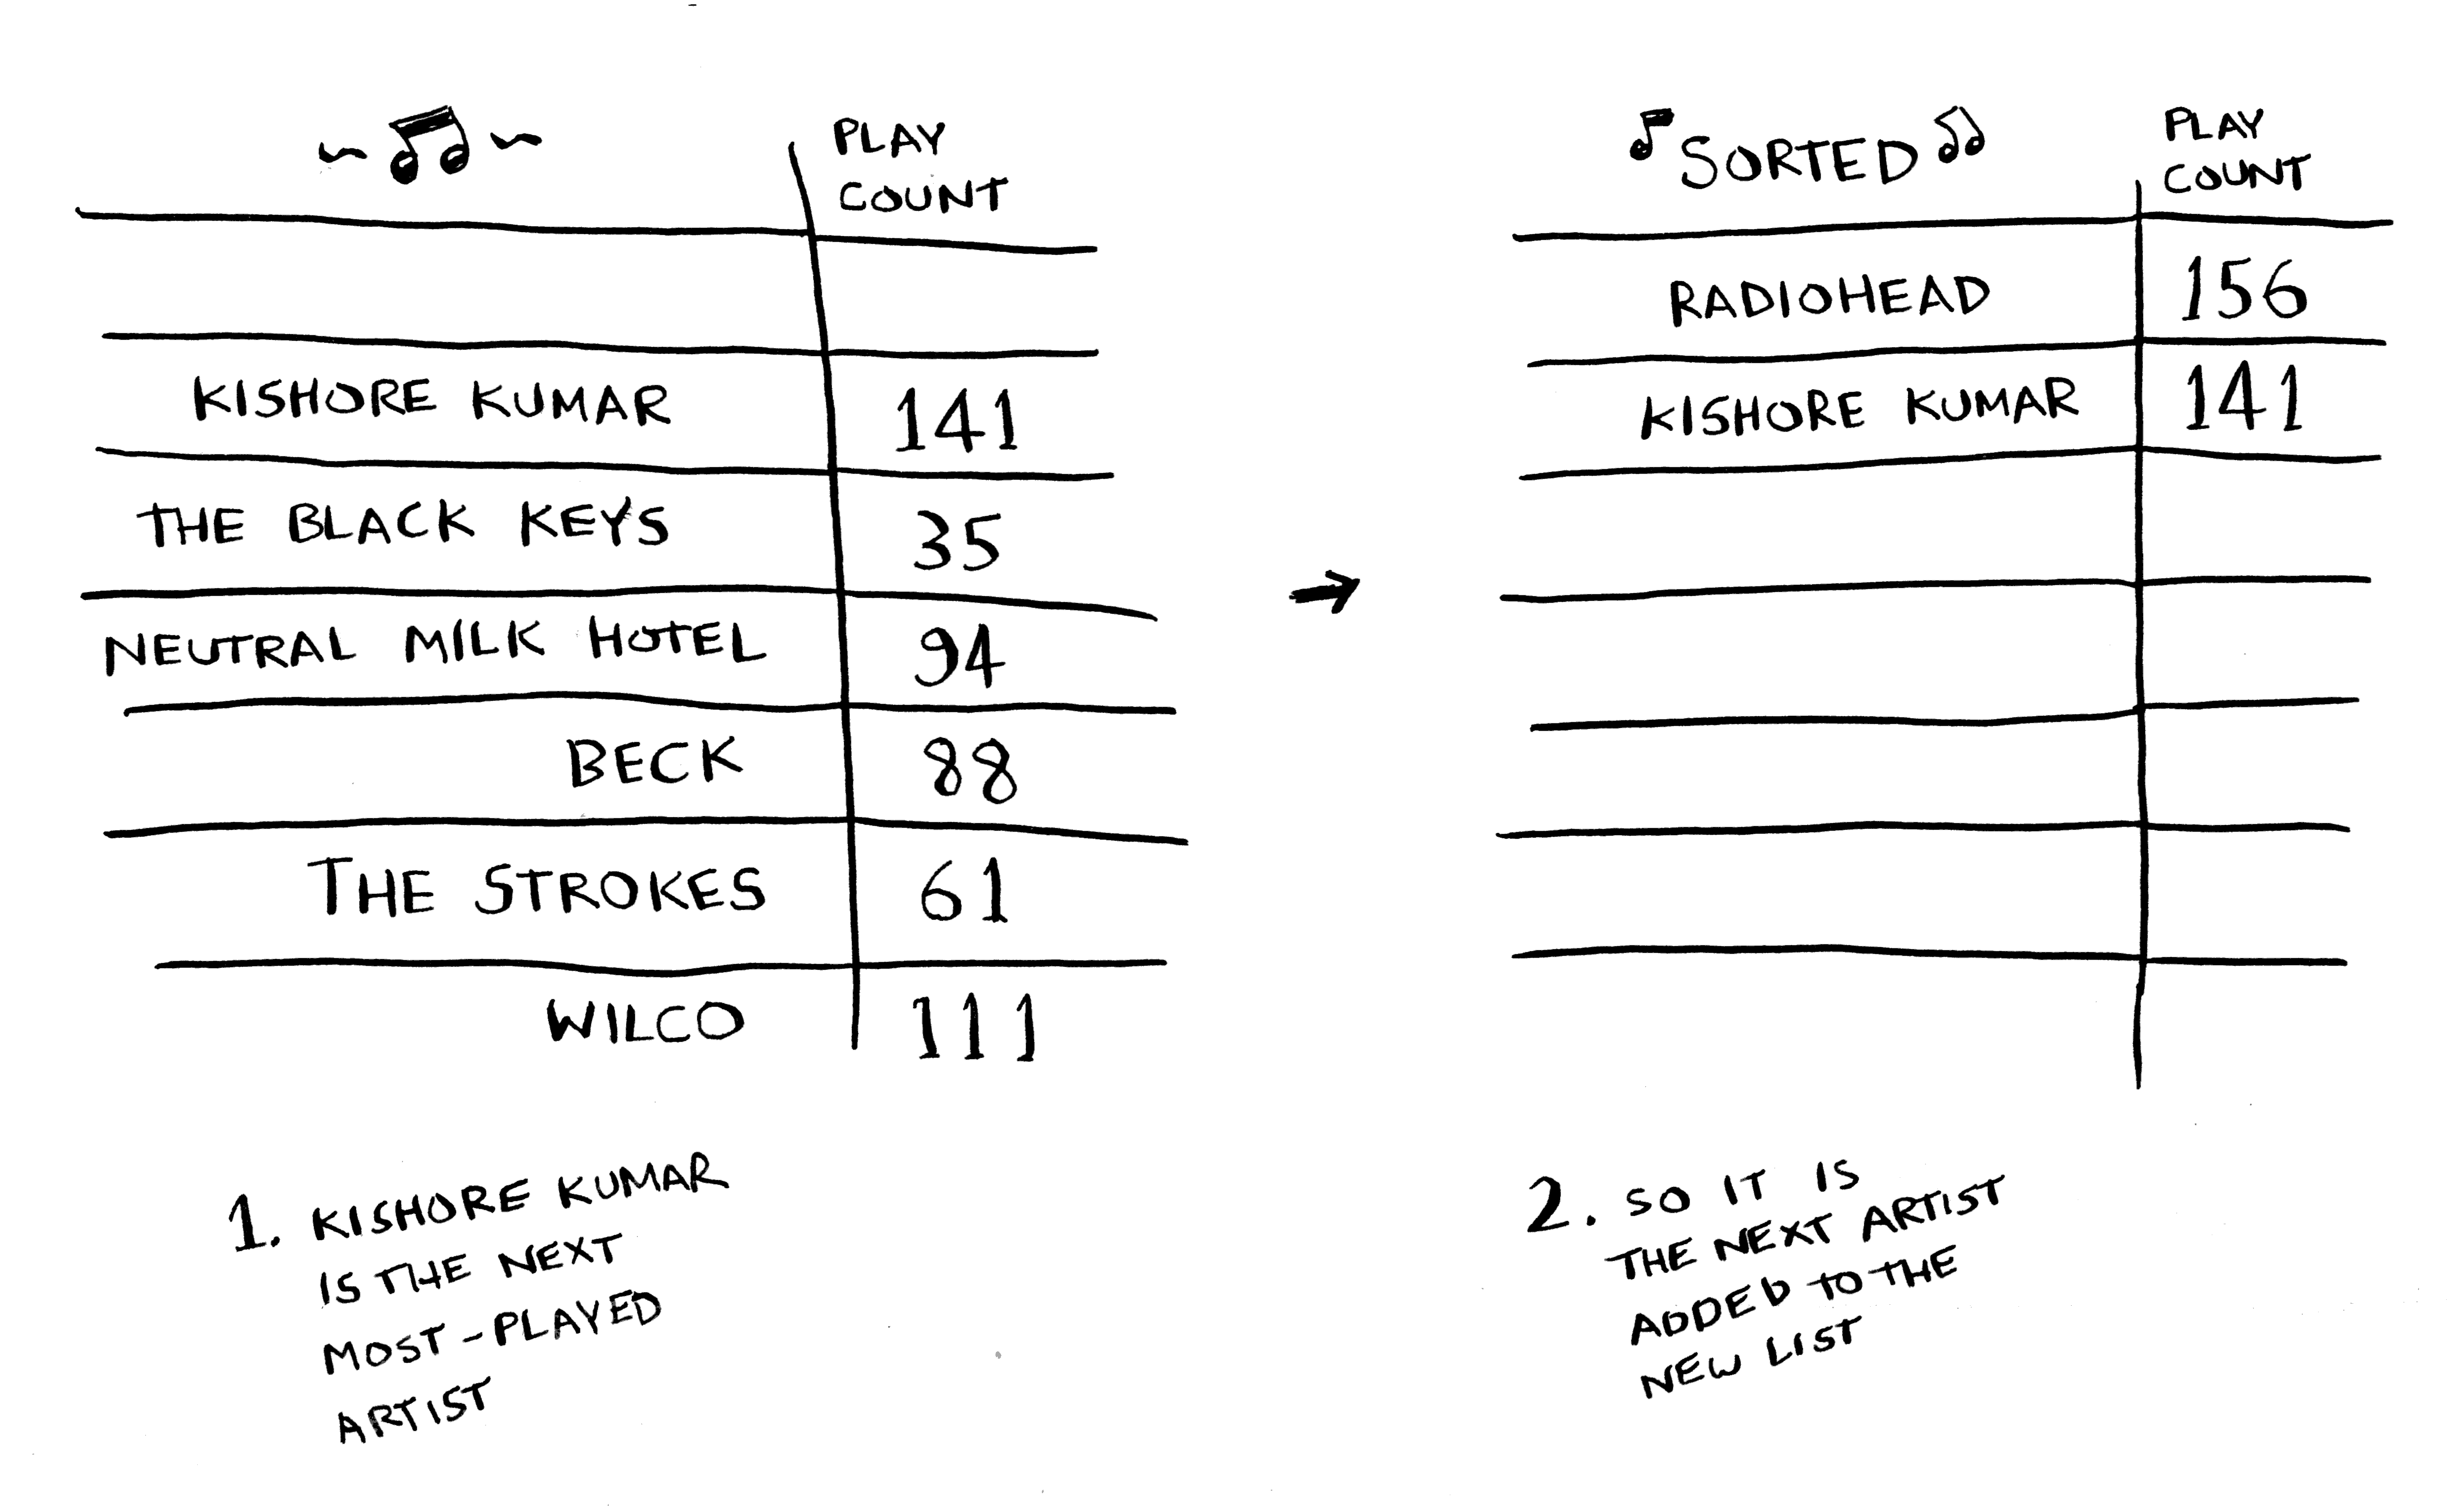 PLAY
COUNT
KISHORE KUMAR 141
THE BLACK KEYS 35
NEUTRAL MILK HOTEL 94
BECK 88
THE STROKES 61
WILCO 111
SORTED
PLAY
COUNT
RADIOHEAD 156
KISHORE KUMAR 141
1. KISHORE KUMAR
IS THE NEXT
MOST-PLAYED
ARTIST
2. SO IT IS
THE NEXT ARTIST
ADDED TO THE
NEW LIST